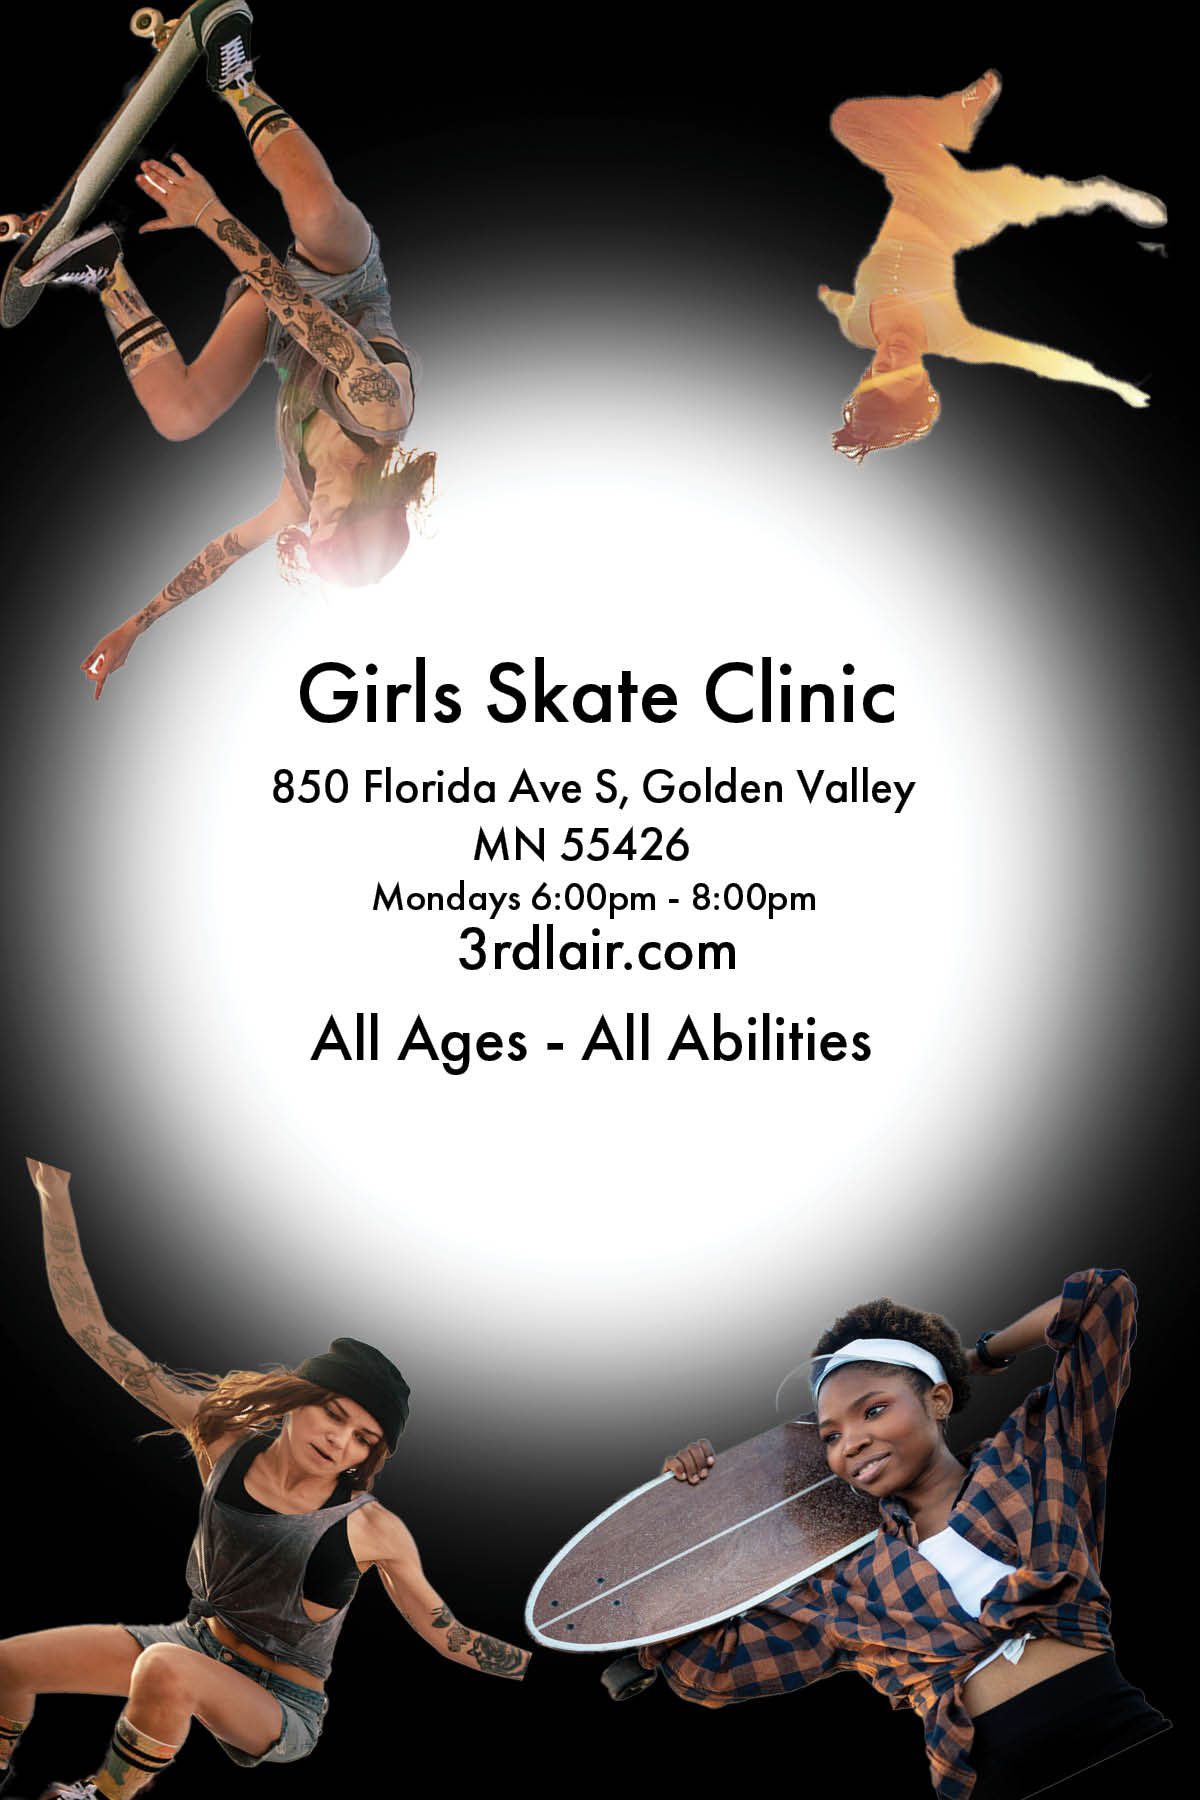 Girls Skate Clinic
850 Florida Ave S, Golden Valley
MN 55426
Mondays 6:00pm - 8:00pm
3rdlair.com
All Ages - All Abilities